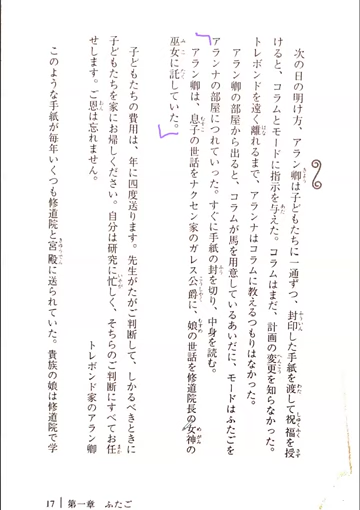 次の日の明け方、アラン卿は子どもたちに一通ずつ、封印した手紙を渡して祝福を授
けると、コラムとモードに指示を与えた。コラムはまだ、計画の変更を知らなかった。
トレボンドを遠く離れるまで、アランナはコラムに教えるつもりはなかった。
アラン卿の部屋から出ると、コラムが馬を用意しているあいだに、モードはふたごを
アランナの部屋につれていった。すぐに手紙の封を切り、中身を読む。
アラン卿は、息子の世話をナクセン家のガレス公爵に、娘の世話を修道院長の女神の
巫女に託していた。
子どもたちの費用は、年に四度送ります。先生がたがご判断して、しかるべきときに
子どもたちを家にお帰しください。自分は研究に忙しく、そちらのご判断にすべてお任
せします。ご恩は忘れません。
トレボンド家のアラン卿
このような手紙が毎年いくつも修道院と宮殿に送られていた。貴族の娘は修道院で学
17 第一章 ふたご